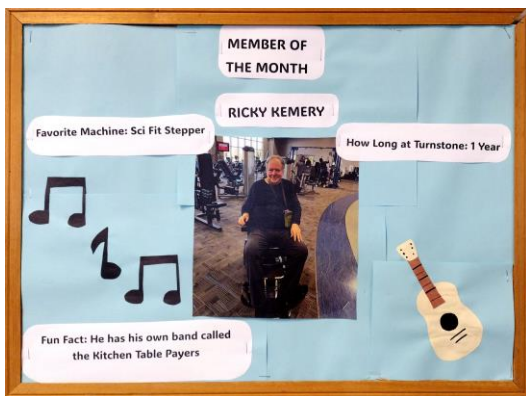 MEMBER OF
THE MONTH
RICKY KEMERY
Favorite Machine: Sci Fit Stepper
How Long at Turnstone: 1 Year
Fun Fact: He has his own band called
the Kitchen Table Payers